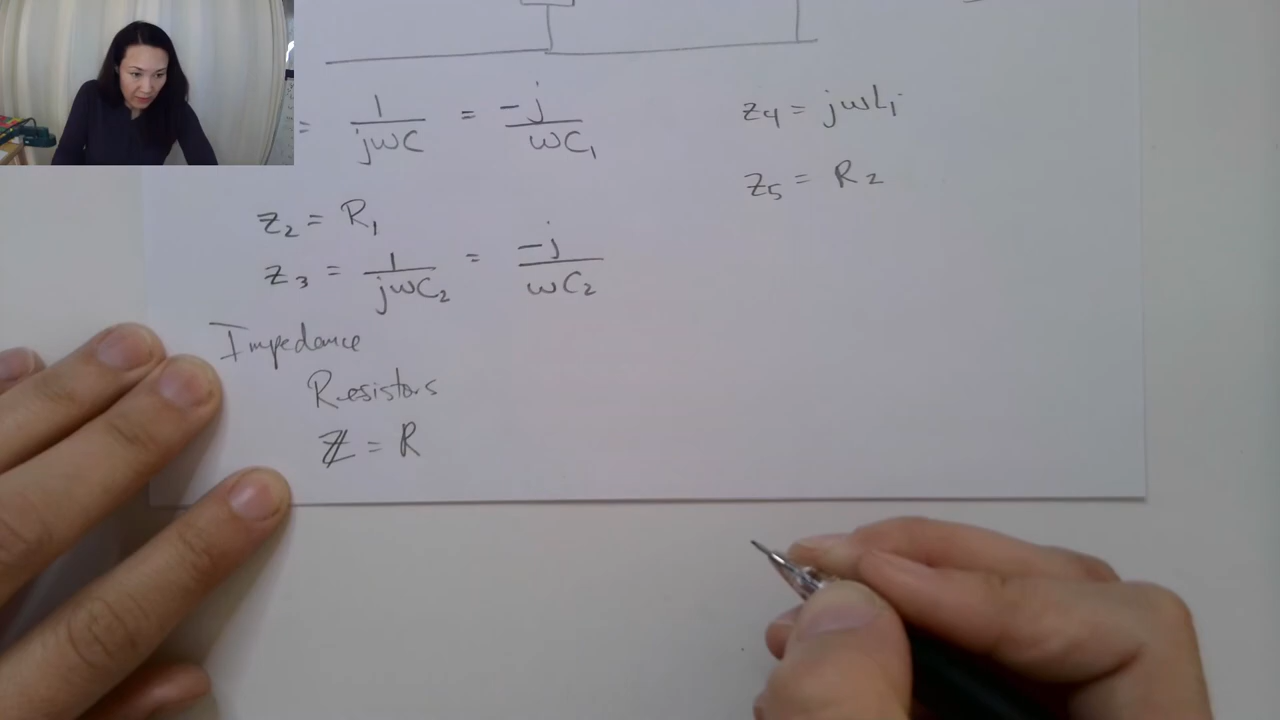 = 1/jωC = -j/ωC₁
z₂ = R₁
z₃ = 1/jωC₂ = -j/ωC₂
Impedance
Resistors
Z = R
z₄ = jωL₁
z₅ = R₂